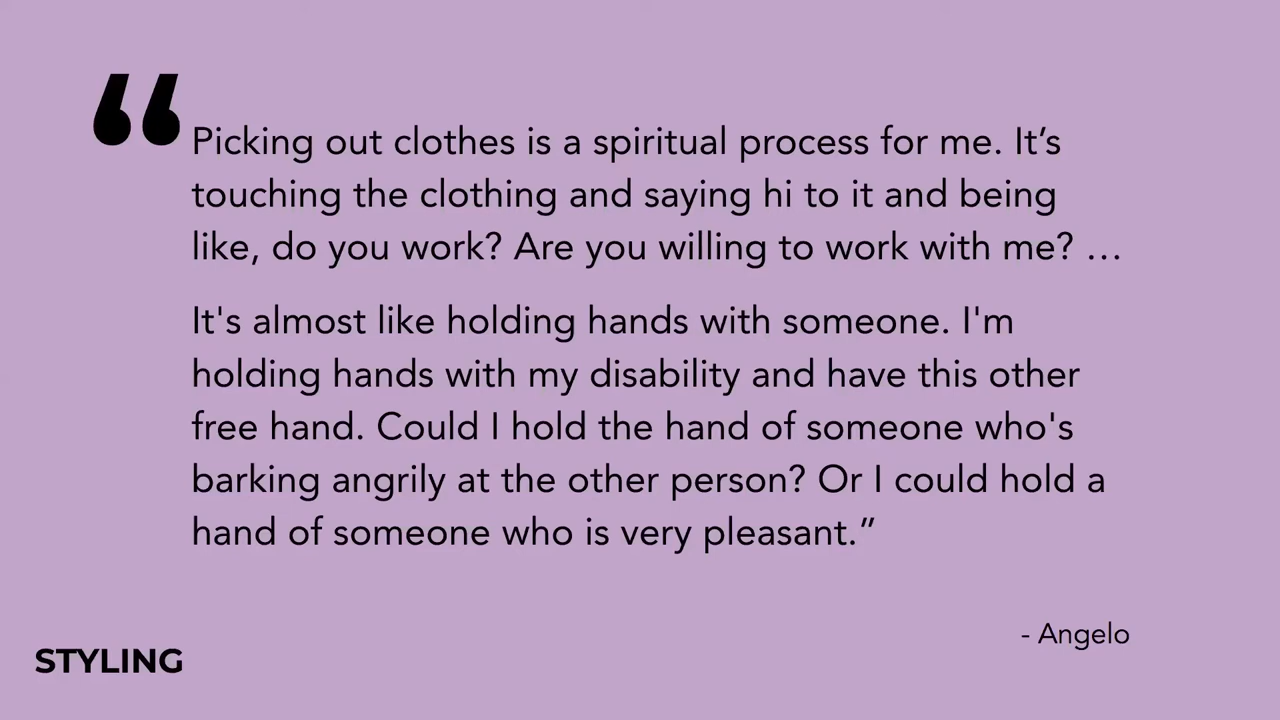 “Picking out clothes is a spiritual process for me. It’s
touching the clothing and saying hi to it and being
like, do you work? Are you willing to work with me? …
It's almost like holding hands with someone. I'm
holding hands with my disability and have this other
free hand. Could I hold the hand of someone who's
barking angrily at the other person? Or I could hold a
hand of someone who is very pleasant.”
- Angelo
STYLING